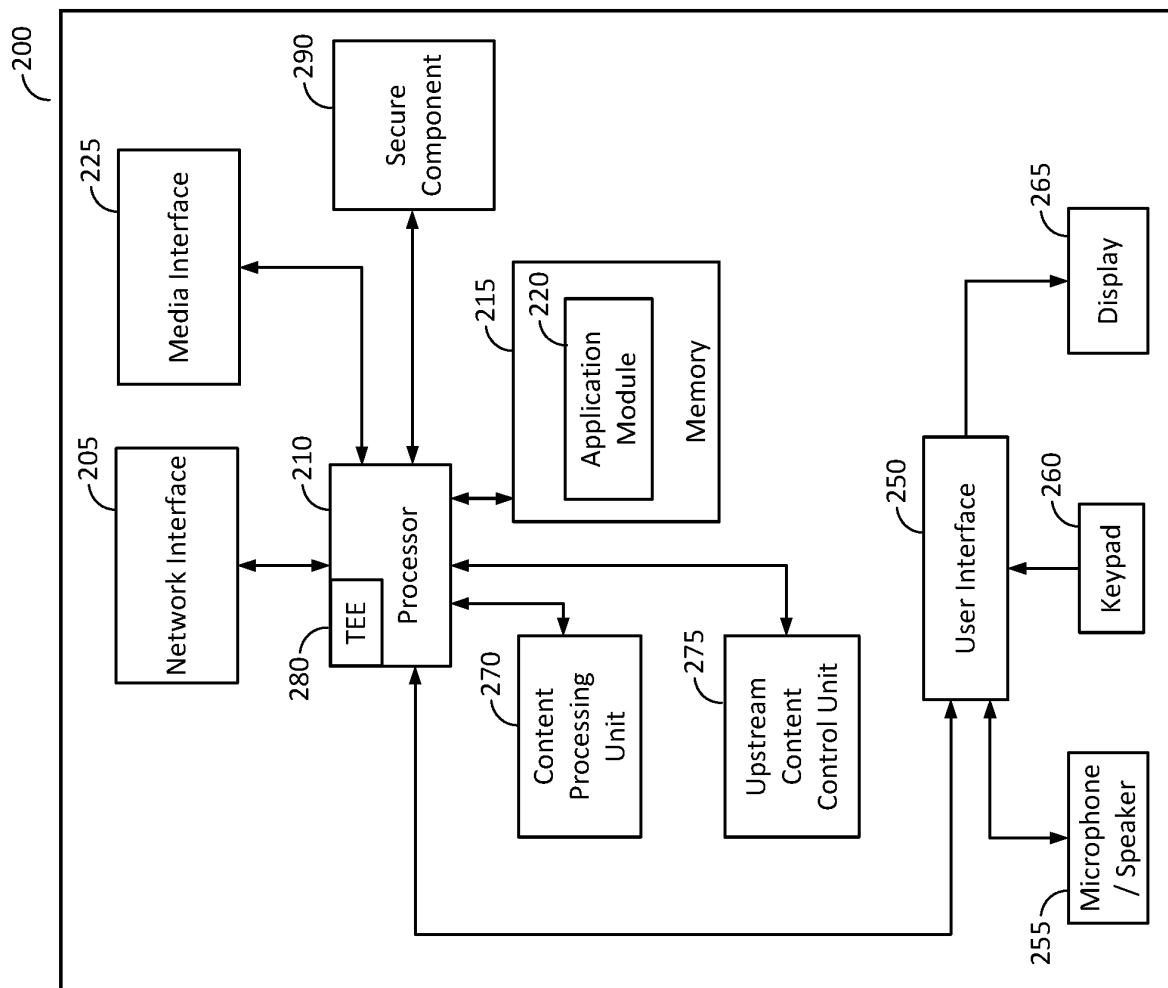 200
205
Network Interface
225
Media Interface
280
TEE
210
Processor
290
Secure
Component
270
Content
Processing
Unit
215
220
Application
Module
Memory
275
Upstream
Content
Control Unit
250
User Interface
255
Microphone
/ Speaker
260
Keypad
265
Display